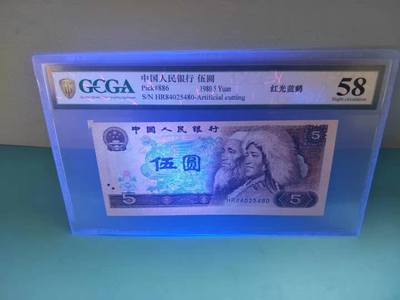 GCGA
中国人民银行 伍圆
Pick#886 1980 5 Yuan 红光蓝鹤
S/N HR84025480-Artificial cutting
58
中国人民银行
5
伍圆
5
5
HR84025480